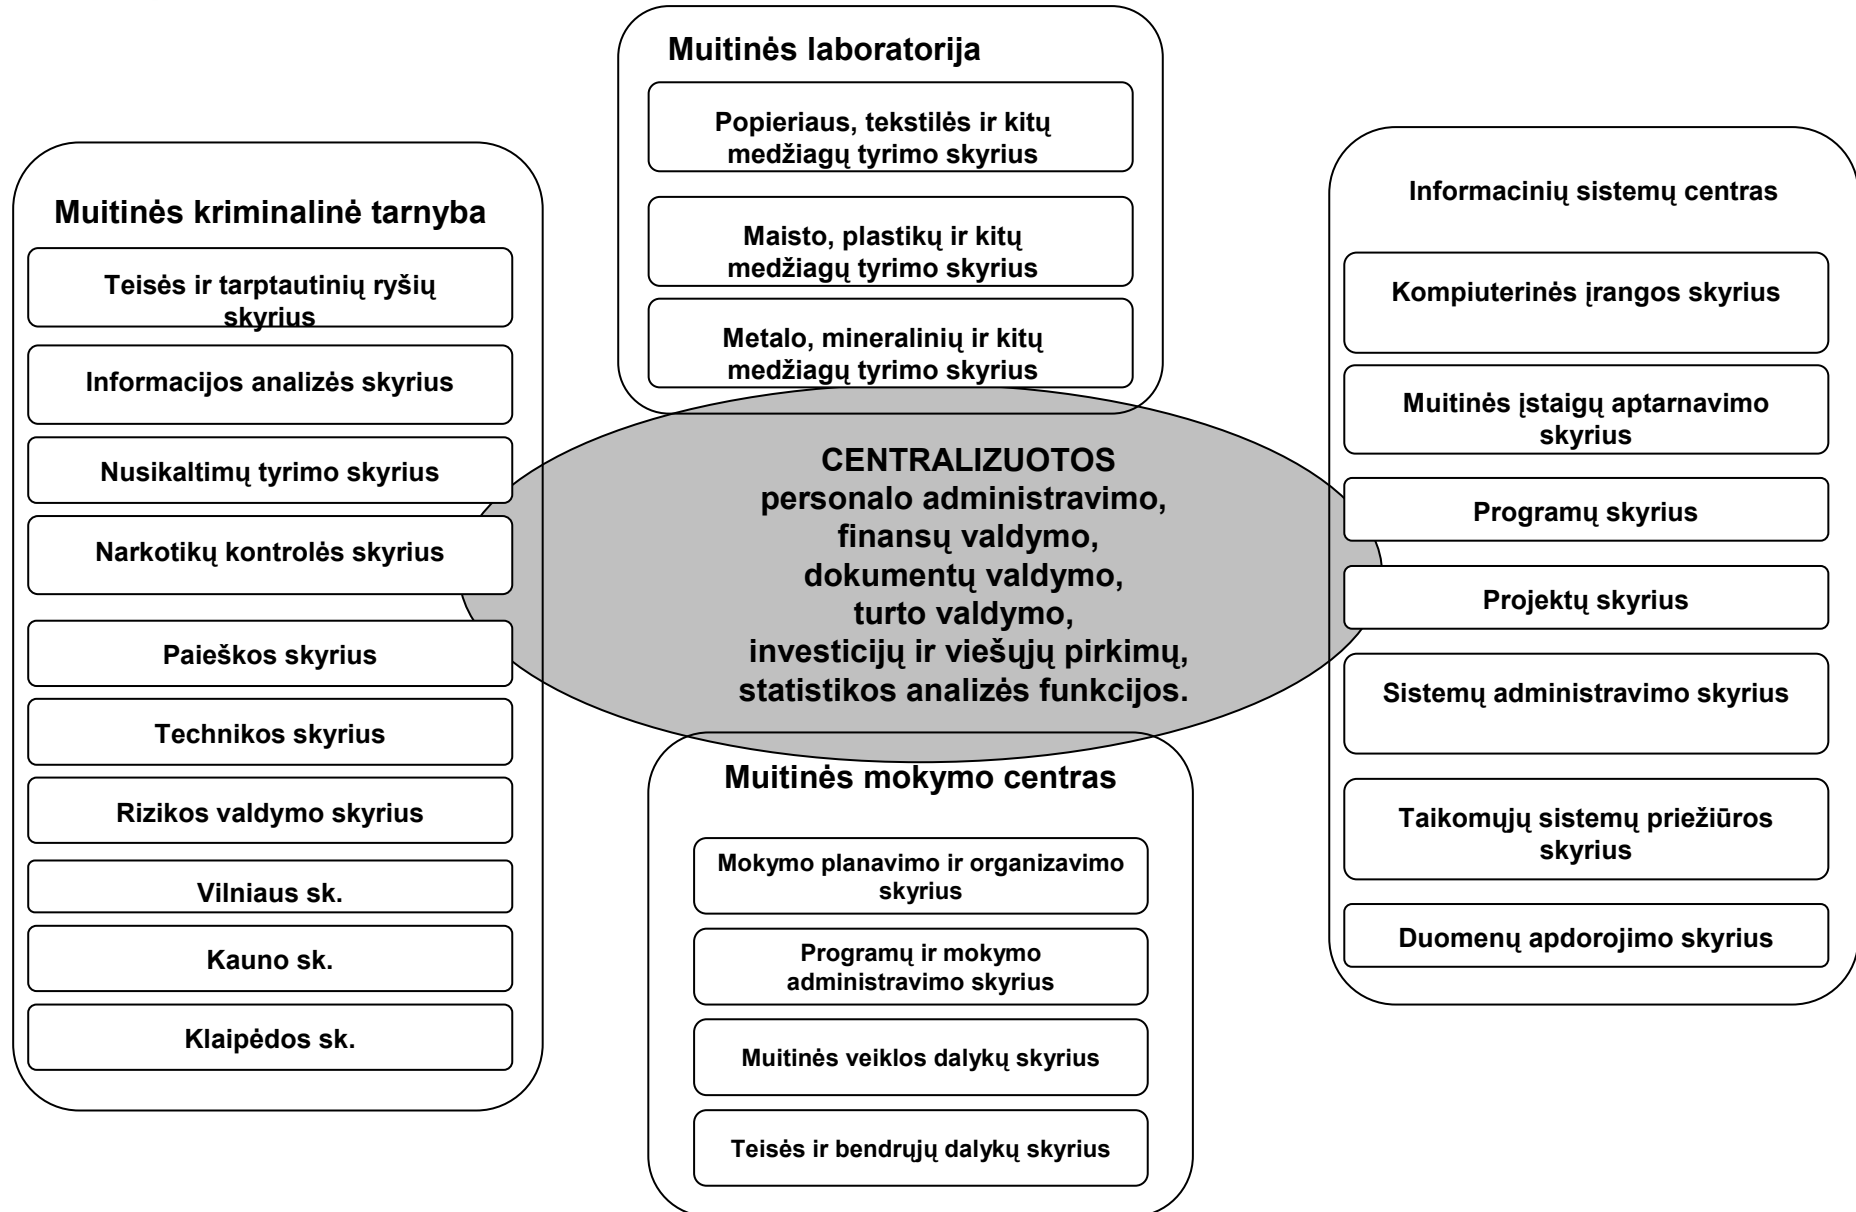 Muitinės laboratorija
Popieriaus, tekstilės ir kitų
medžiagų tyrimo skyrius
Maisto, plastikų ir kitų
medžiagų tyrimo skyrius
Metalo, mineralinių ir kitų
medžiagų tyrimo skyrius
Muitinės kriminalinė tarnyba
Teisės ir tarptautinių ryšių
skyrius
Informacijos analizės skyrius
Nusikaltimų tyrimo skyrius
Narkotikų kontrolės skyrius
Paieškos skyrius
Technikos skyrius
Rizikos valdymo skyrius
Vilniaus sk.
Kauno sk.
Klaipėdos sk.
CENTRALIZUOTOS
personalo administravimo,
finansų valdymo,
dokumentų valdymo,
turto valdymo,
investicijų ir viešųjų pirkimų,
statistikos analizės funkcijos.
Muitinės mokymo centras
Mokymo planavimo ir organizavimo
skyrius
Programų ir mokymo
administravimo skyrius
Muitinės veiklos dalykų skyrius
Teisės ir bendrųjų dalykų skyrius
Informacinių sistemų centras
Kompiuterinės įrangos skyrius
Muitinės įstaigų aptarnavimo
skyrius
Programų skyrius
Projektų skyrius
Sistemų administravimo skyrius
Taikomųjų sistemų priežiūros
skyrius
Duomenų apdorojimo skyrius